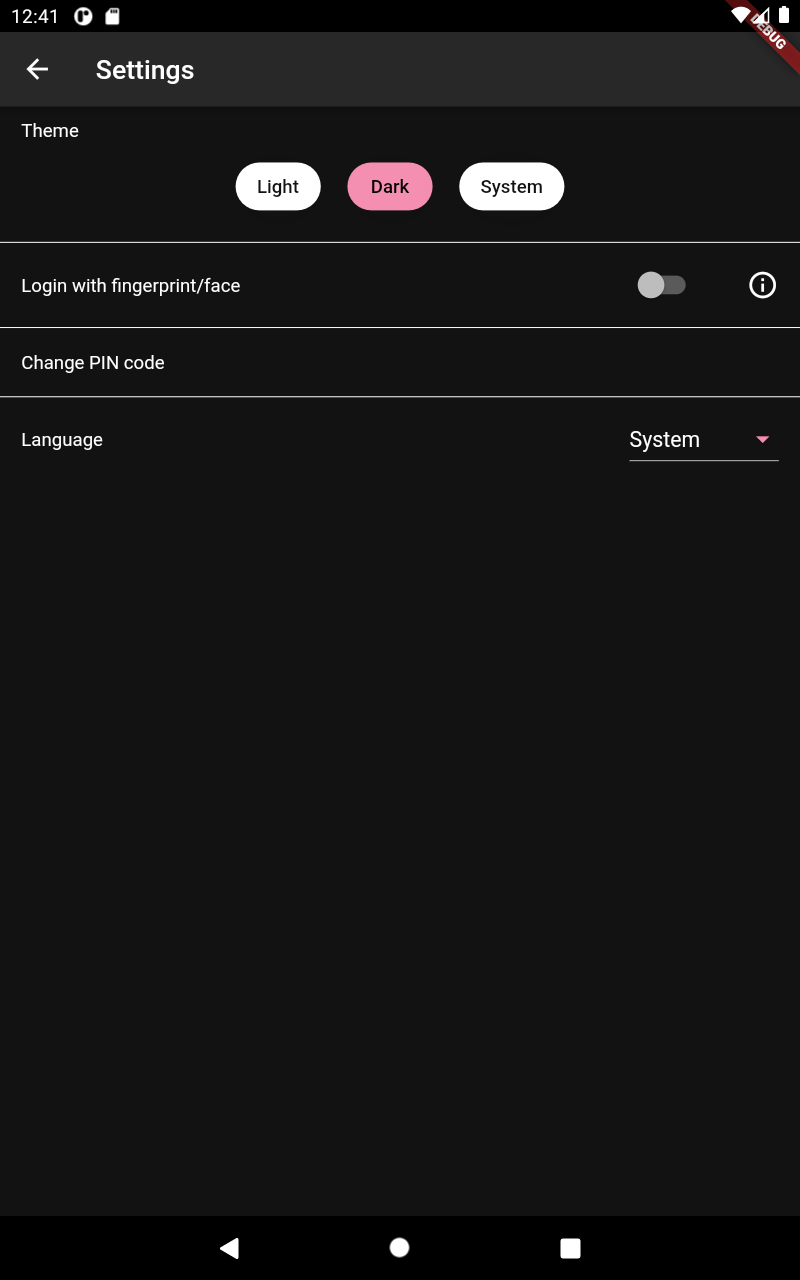 12:41
DEBUG
Settings
Theme
Light Dark System
Login with fingerprint/face
Change PIN code
Language System